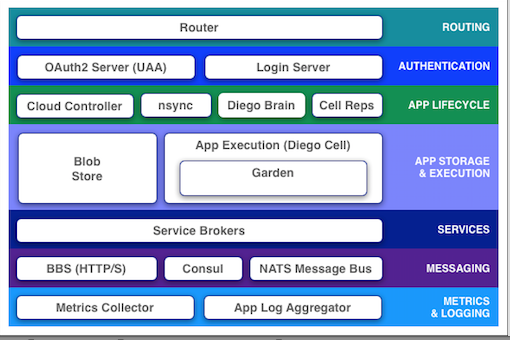 Router
ROUTING
OAuth2 Server (UAA)
Login Server
AUTHENTICATION
Cloud Controller
nsync
Diego Brain
Cell Reps
APP LIFECYCLE
Blob
Store
App Execution (Diego Cell)
Garden
APP STORAGE
& EXECUTION
Service Brokers
SERVICES
BBS (HTTP/S)
Consul
NATS Message Bus
MESSAGING
Metrics Collector
App Log Aggregator
METRICS
& LOGGING